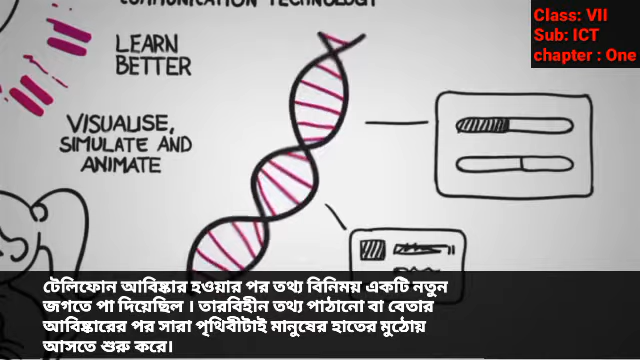 COMMUNICATION TECHNOLOGY
Class: VII
Sub: ICT
chapter : One
LEARN
BETTER
VISUALISE,
SIMULATE AND
ANIMATE
টেলিফোন আবিষ্কার হওয়ার পর তথ্য বিনিময় একটি নতুন
জগতে পা দিয়েছিল । তারবিহীন তথ্য পাঠানো বা বেতার
আবিষ্কারের পর সারা পৃথিবীটাই মানুষের হাতের মুঠোয়
আসতে শুরু করে।